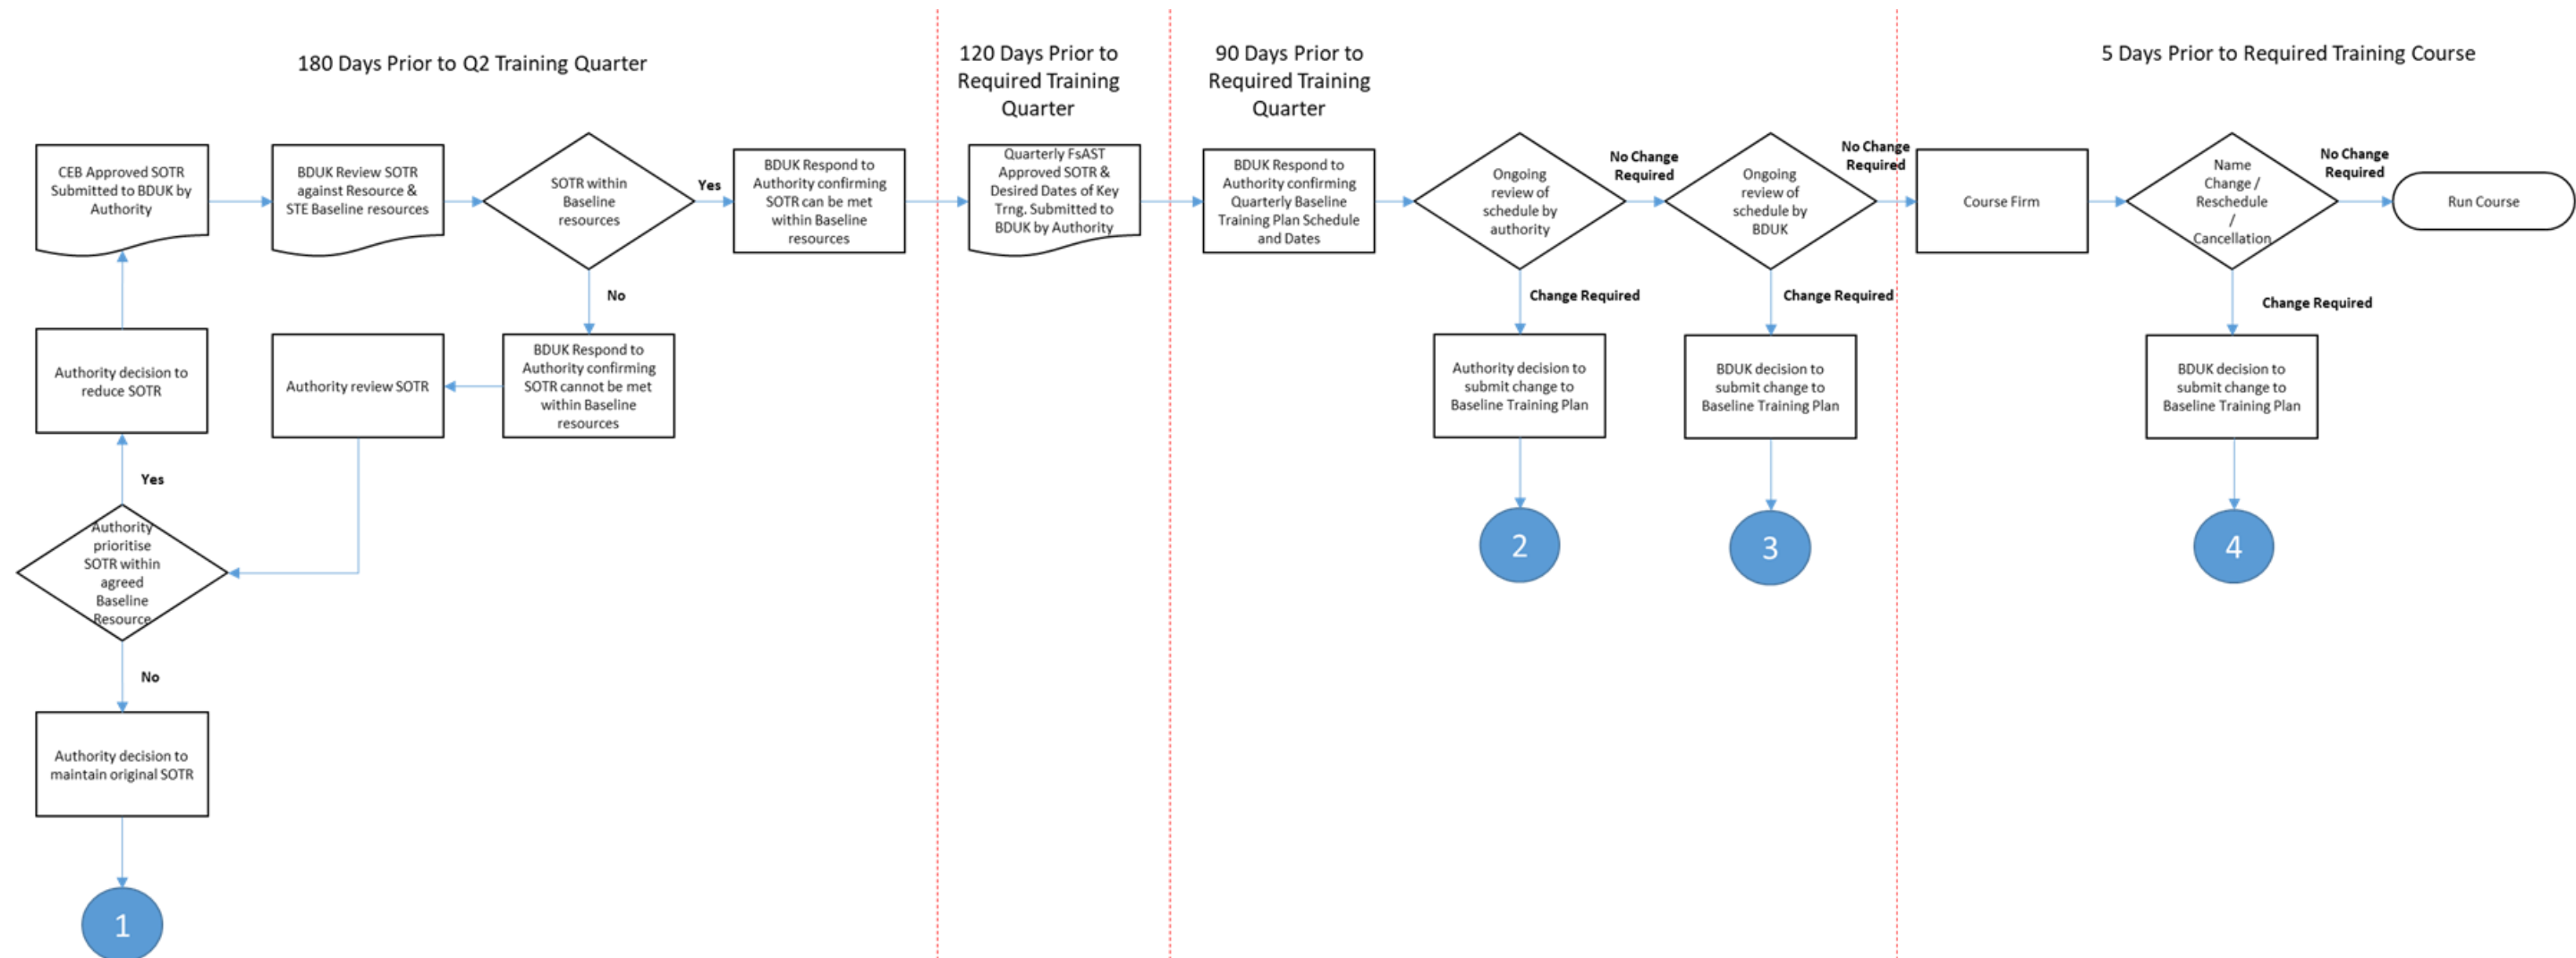 180 Days Prior to Q2 Training Quarter
120 Days Prior to
Required Training
Quarter
90 Days Prior to
Required Training
Quarter
5 Days Prior to Required Training Course
CEB Approved SOTR
Submitted to BDUK by
Authority
BDUK Review SOTR
against Resource &
STE Baseline resources
SOTR within
Baseline
resources
Yes
BDUK Respond to
Authority confirming
SOTR can be met
within Baseline
resources
Quarterly FsAST
Approved SOTR &
Desired Dates of Key
Trng. Submitted to
BDUK by Authority
BDUK Respond to
Authority confirming
Quarterly Baseline
Training Plan Schedule
and Dates
Ongoing
review of
schedule by
authority
No Change
Required
Ongoing
review of
schedule by
BDUK
No Change
Required
Course Firm
Name
Change /
Reschedule
/
Cancellation
No Change
Required
Run Course
No
Change Required
Change Required
Change Required
Authority decision to
reduce SOTR
Authority review SOTR
BDUK Respond to
Authority confirming
SOTR cannot be met
within Baseline
resources
Authority decision to
submit change to
Baseline Training Plan
BDUK decision to
submit change to
Baseline Training Plan
BDUK decision to
submit change to
Baseline Training Plan
Yes
Authority
prioritise
SOTR within
agreed
Baseline
Resource
2
3
4
No
Authority decision to
maintain original SOTR
1